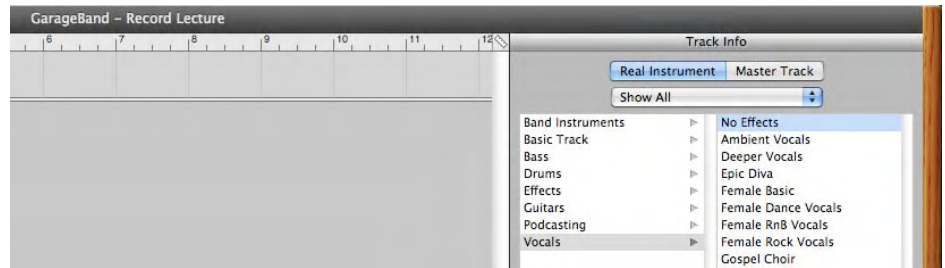 GarageBand – Record Lecture
6 7 8 9 10 11 12
Track Info
Real Instrument Master Track
Show All
Band Instruments
Basic Track
Bass
Drums
Effects
Guitars
Podcasting
Vocals
No Effects
Ambient Vocals
Deeper Vocals
Epic Diva
Female Basic
Female Dance Vocals
Female RnB Vocals
Female Rock Vocals
Gospel Choir